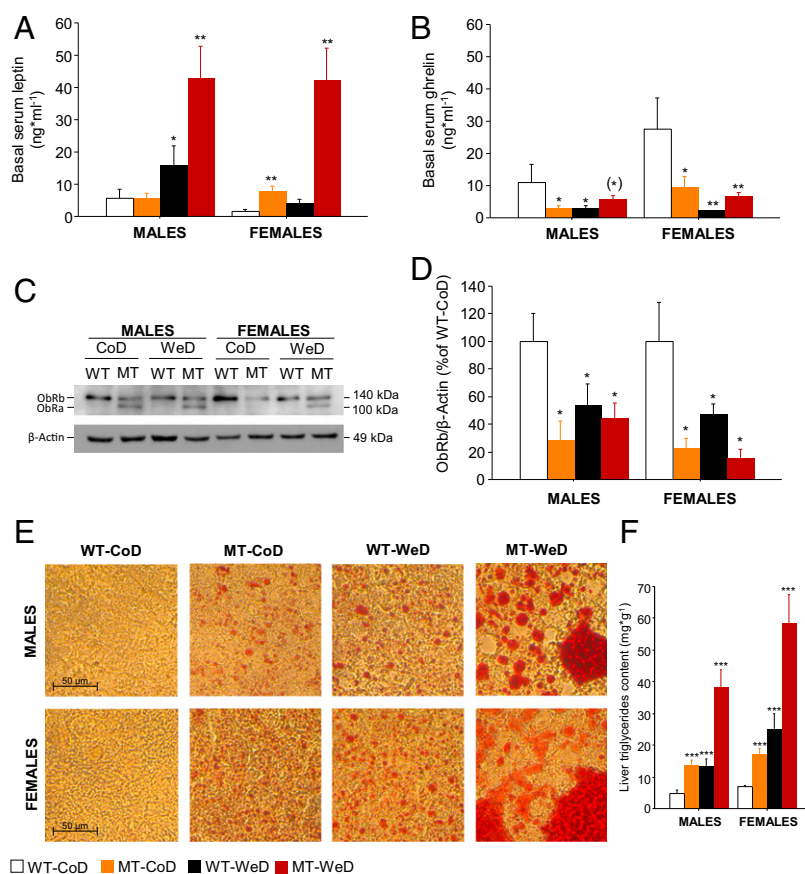 A
Basal serum leptin
(ng*ml-1)
60
50
40
30
20
10
0
*
**
**
**
MALES
FEMALES
B
Basal serum ghrelin
(ng*ml-1)
60
50
40
30
20
10
0
*
*
(*)
*
**
**
MALES
FEMALES
C
MALES FEMALES
CoD WeD CoD WeD
WT MT WT MT WT MT WT MT
ObRb 140 kDa
ObRa 100 kDa
β-Actin 49 kDa
D
ObRb/β-Actin (%of WT-CoD)
140
120
100
80
60
40
20
0
*
*
*
*
*
*
MALES
FEMALES
E
WT-CoD MT-CoD WT-WeD MT-WeD
MALES
50 µm
FEMALES
50 µm
F
Liver triglycerides content (mg*g1)
70
60
50
40
30
20
10
0
***
***
***
***
***
***
MALES
FEMALES
WT-CoD MT-CoD WT-WeD MT-WeD